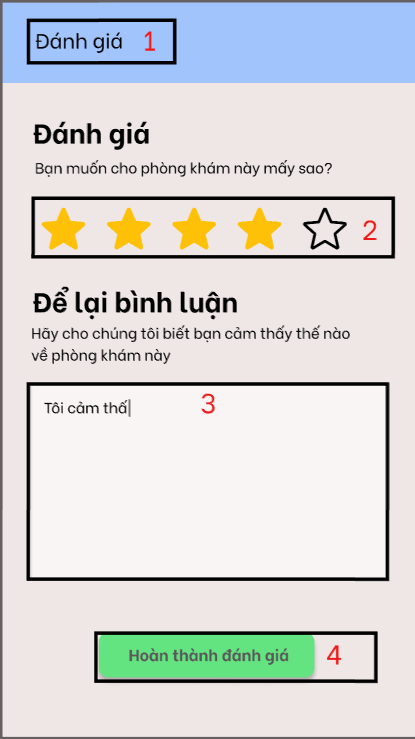 Đánh giá 1
Đánh giá
Bạn muốn cho phòng khám này mấy sao?
2
Để lại bình luận
Hãy cho chúng tôi biết bạn cảm thấy thế nào
về phòng khám này
Tôi cảm thấ 3
Hoàn thành đánh giá 4